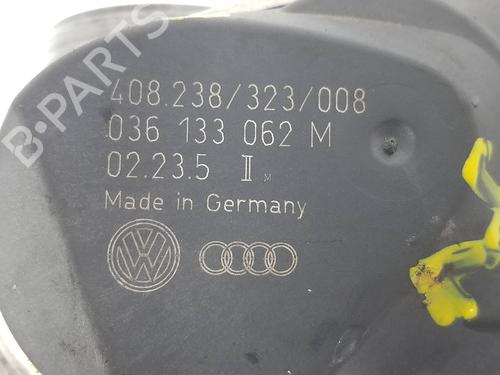 408.238/323/008
036 133 062 M
02.23.5 II M
Made in Germany
B-PARTS